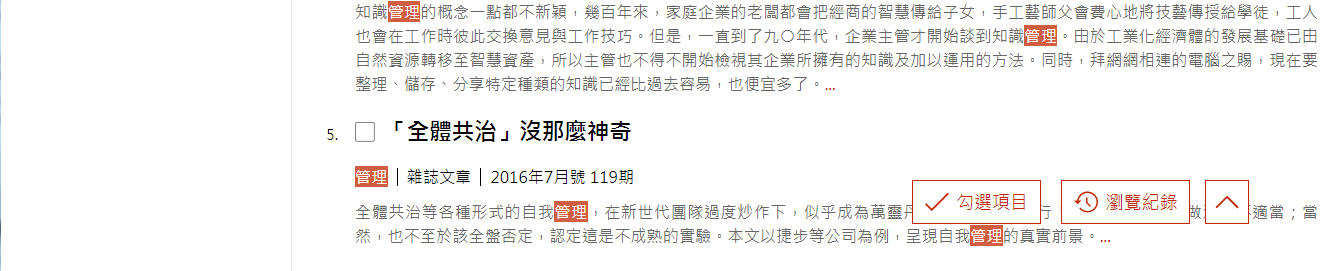 知識管理的概念一點都不新穎，幾百年來，家庭企業的老闆都會把經商的智慧傳給子女，手工藝師父會費心地將技藝傳授給學徒，工人
也會在工作時彼此交換意見與工作技巧。但是，一直到了九〇年代，企業主管才開始談到知識管理。由於工業化經濟體的發展基礎已由
自然資源轉移至智慧資產，所以主管也不得不開始檢視其企業所擁有的知識及加以運用的方法。同時，拜網網相連的電腦之賜，現在要
整理、儲存、分享特定種類的知識已經比過去容易，也便宜多了。...
5. 「全體共治」沒那麼神奇
管理 | 雜誌文章 | 2016年7月號 119期
全體共治等各種形式的自我管理，在新世代團隊過度炒作下，似乎成為萬靈 行 做 適當；當
勾選項目 瀏覽紀錄
然，也不至於該全盤否定，認定這是不成熟的實驗。本文以捷步等公司為例，呈現自我管理的真實前景。...